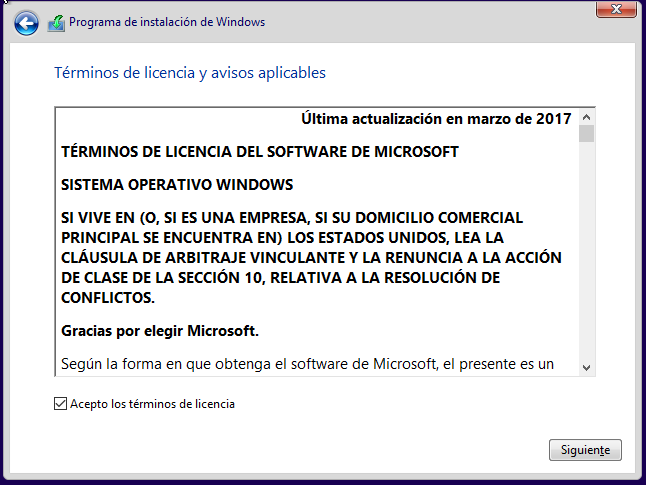 Programa de instalación de Windows
Términos de licencia y avisos aplicables
Última actualización en marzo de 2017
TÉRMINOS DE LICENCIA DEL SOFTWARE DE MICROSOFT
SISTEMA OPERATIVO WINDOWS
SI VIVE EN (O, SI ES UNA EMPRESA, SI SU DOMICILIO COMERCIAL
PRINCIPAL SE ENCUENTRA EN) LOS ESTADOS UNIDOS, LEA LA
CLÁUSULA DE ARBITRAJE VINCULANTE Y LA RENUNCIA A LA ACCIÓN
DE CLASE DE LA SECCIÓN 10, RELATIVA A LA RESOLUCIÓN DE
CONFLICTOS.
Gracias por elegir Microsoft.
Según la forma en que obtenga el software de Microsoft, el presente es un
Acepto los términos de licencia
Siguiente